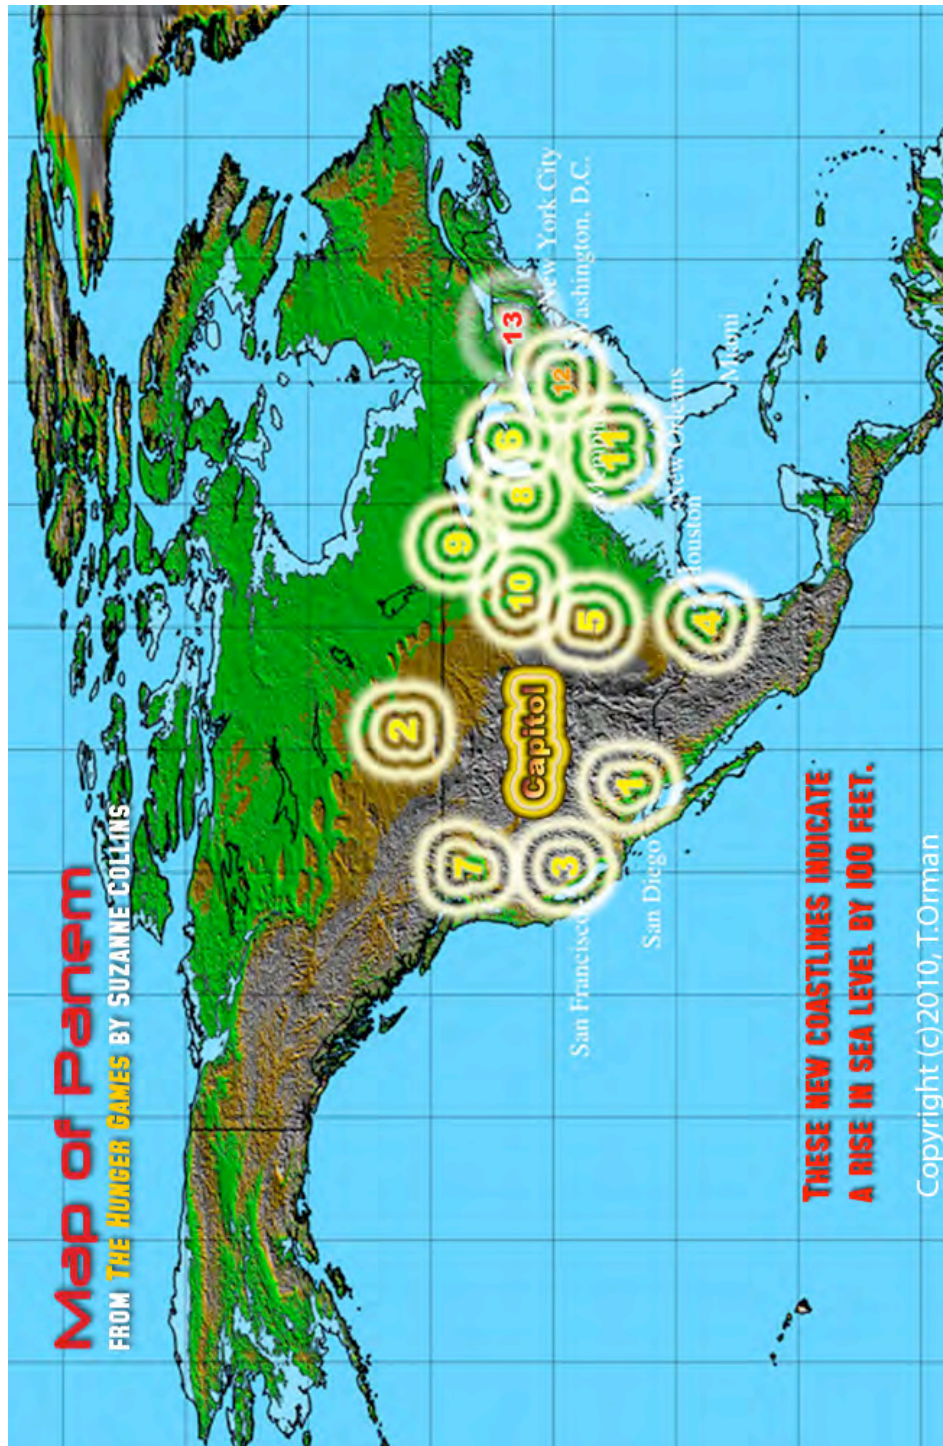 Map of Panem
FROM THE HUNGER GAMES BY SUZANNE COLLINS
2
7
9
6
13
New York City
Washington, D.C.
Capitol
10
8
12
3
5
11
San Francisco
1
San Diego
4
Houston
New Orleans
Miami
THESE NEW COASTLINES INDICATE
A RISE IN SEA LEVEL BY 100 FEET.
Copyright (c)2010, T.Orman